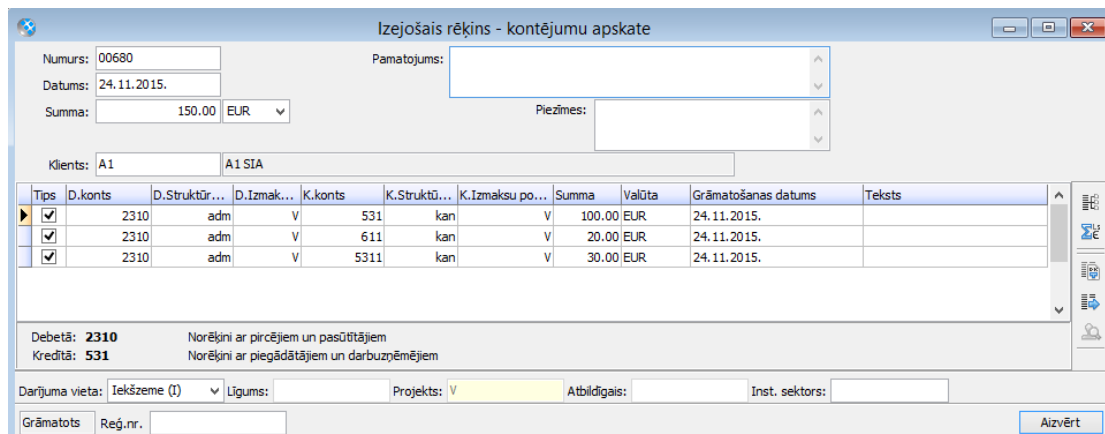 Izejošais rēķins - kontējumu apskate
Numurs: 00680 Pamatojums:
Datums: 24.11.2015.
Summa: 150.00 EUR Piezīmes:
Klients: A1 A1 SIA
Tips D.konts D.Struktūr... D.Izmak... K.konts K.Struktū... K.Izmaksu po... Summa Valūta Grāmatošanas datums Teksts
2310 adm V 531 kan V 100.00 EUR 24.11.2015.
2310 adm V 611 kan V 20.00 EUR 24.11.2015.
2310 adm V 5311 kan V 30.00 EUR 24.11.2015.
Debetā: 2310 Norēķini ar pircējiem un pasūtītājiem
Kredītā: 531 Norēķini ar piegādātājiem un darbuzņēmējiem
Darījuma vieta: Iekšzeme (I) Līgums: Projekts: V Atbildīgais: Inst. sektors:
Grāmatots Reģ.nr. Aizvērt